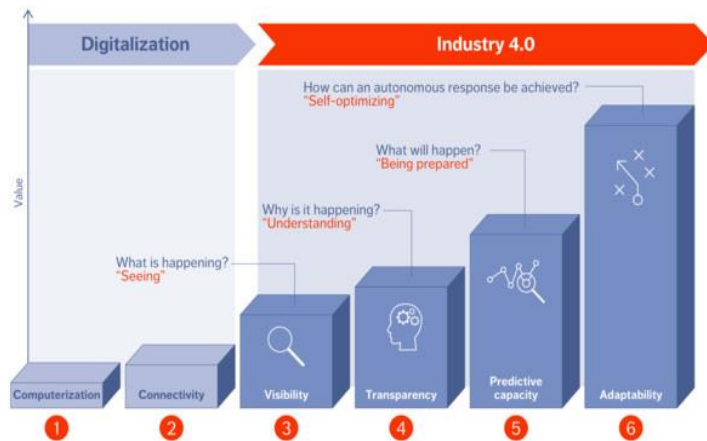 Digitalization
Industry 4.0
How can an autonomous response be achieved?
"Self-optimizing"
What will happen?
"Being prepared"
Why is it happening?
"Understanding"
What is happening?
"Seeing"
Value
Computerization
Connectivity
Visibility
Transparency
Predictive
capacity
Adaptability
1
2
3
4
5
6